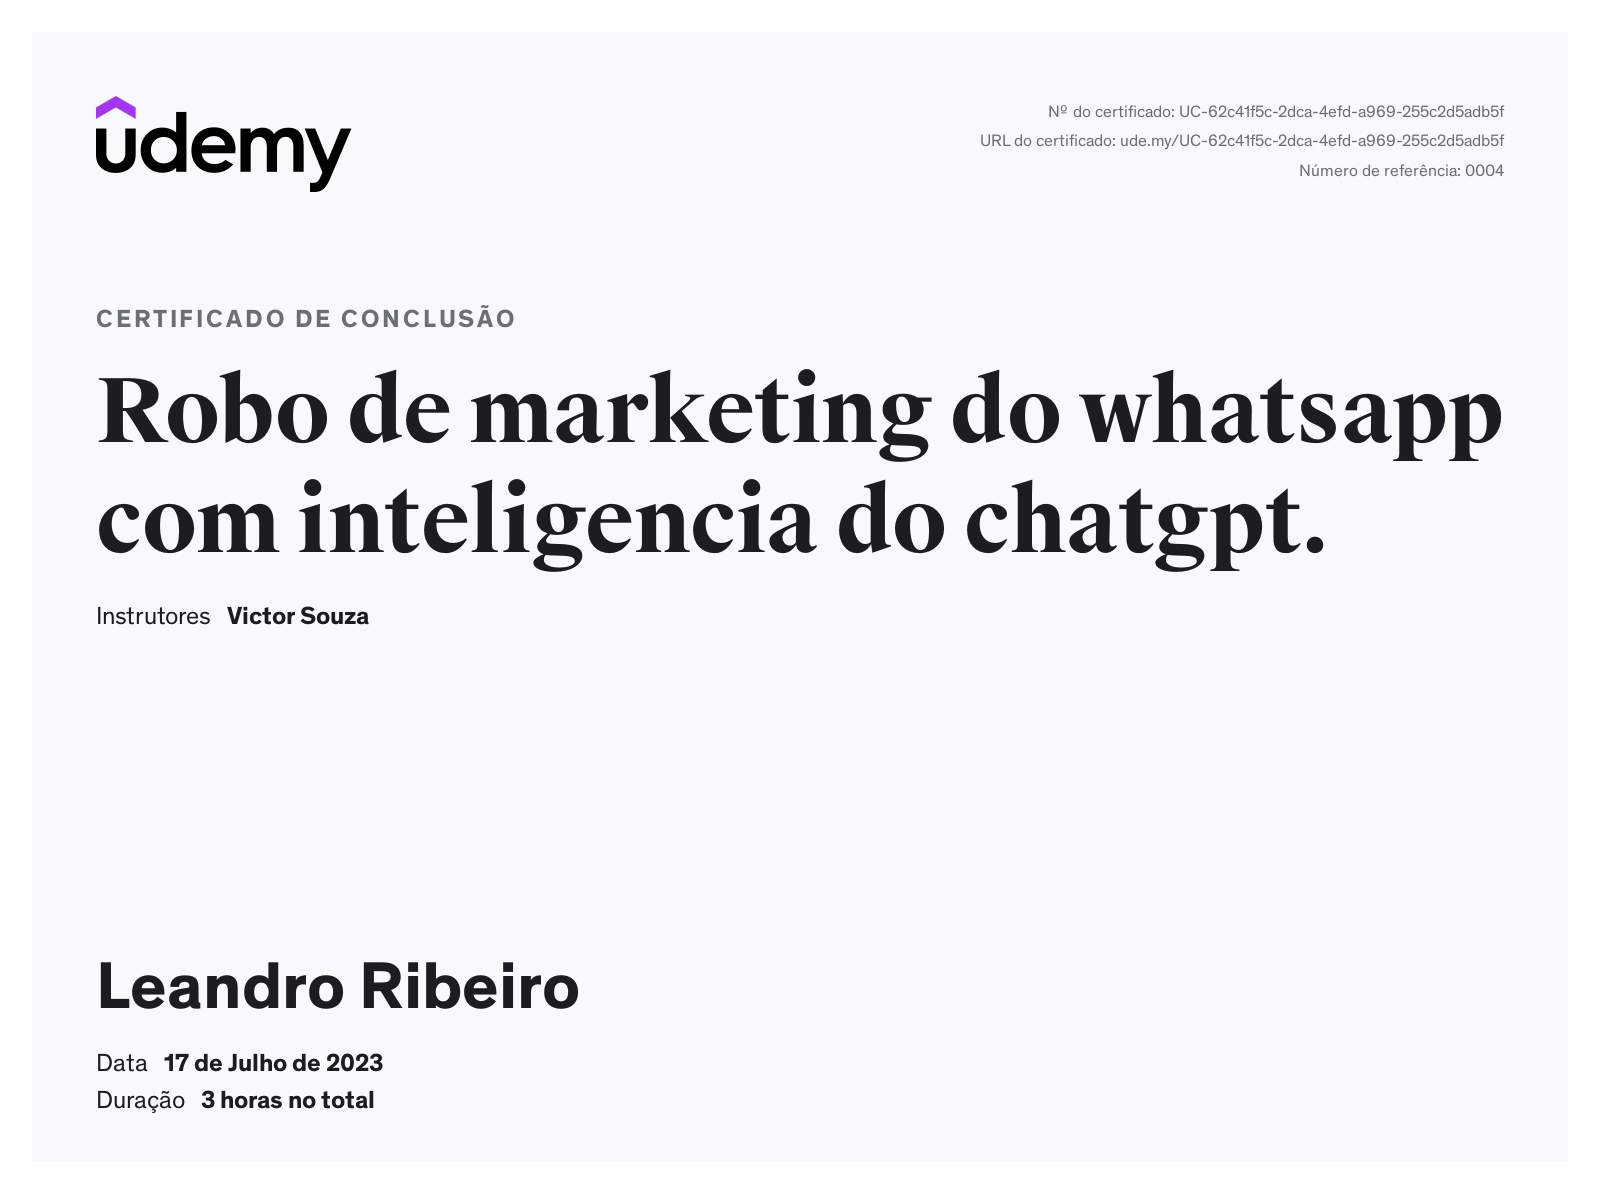 udemy
Nº do certificado: UC-62c41f5c-2dca-4efd-a969-255c2d5adb5f
URL do certificado: ude.my/UC-62c41f5c-2dca-4efd-a969-255c2d5adb5f
Número de referência: 0004
CERTIFICADO DE CONCLUSÃO
Robo de marketing do whatsapp
com inteligencia do chatgpt.
Instrutores Victor Souza
Leandro Ribeiro
Data 17 de Julho de 2023
Duração 3 horas no total